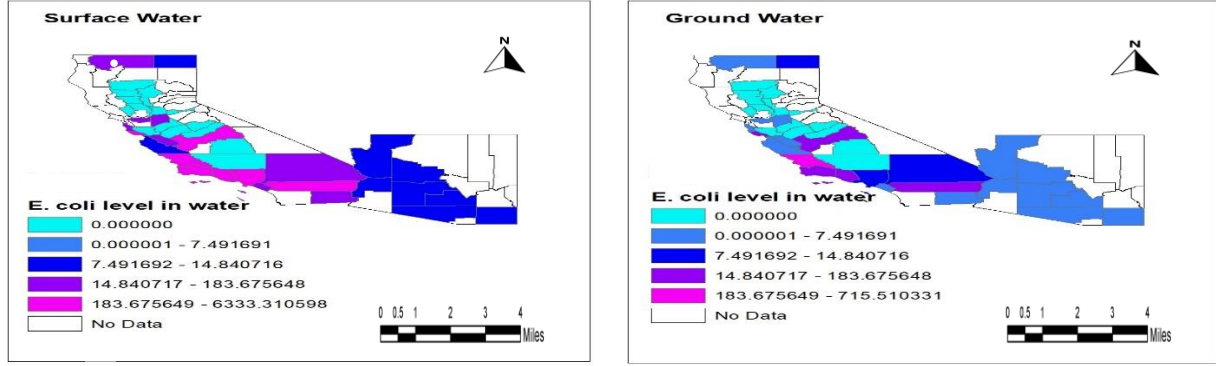 Surface Water
N
E. coli level in water
0.000000
0.000001 - 7.491691
7.491692 - 14.840716
14.840717 - 183.675648
183.675649 - 6333.310598
No Data
0 0.5 1 2 3 4
Miles
Ground Water
N
E. coli level in water
0.000000
0.000001 - 7.491691
7.491692 - 14.840716
14.840717 - 183.675648
183.675649 - 715.510331
No Data
0 0.5 1 2 3 4
Miles